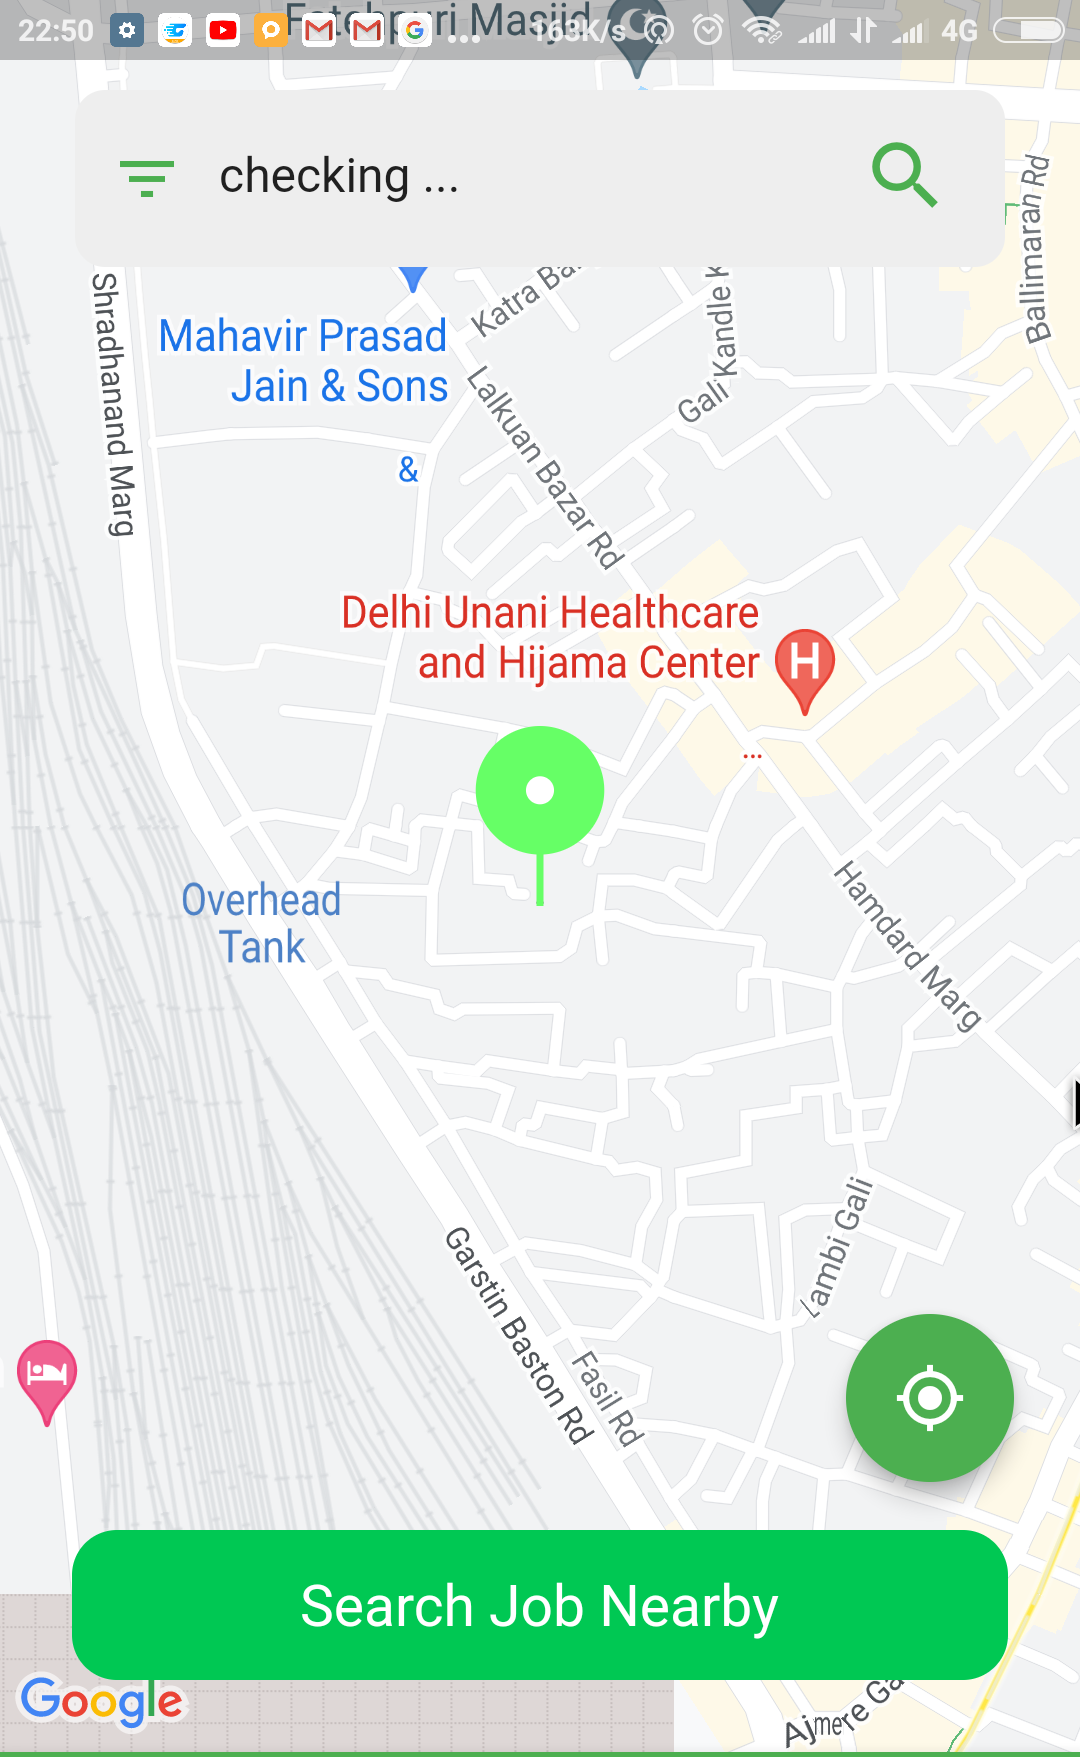 22:50
163K/s
4G
Fatehpuri Masjid
checking ...
Ballimaran Rd
Shradhanand Marg
Mahavir Prasad
Jain & Sons
&
Katra
Gali Kandle
Lalkuan Bazar Rd
Delhi Unani Healthcare
and Hijama Center
H
...
Overhead
Tank
Hamdard Marg
Lambi Gali
Garstin Baston Rd
Fasil Rd
Search Job Nearby
Google
Ajmere